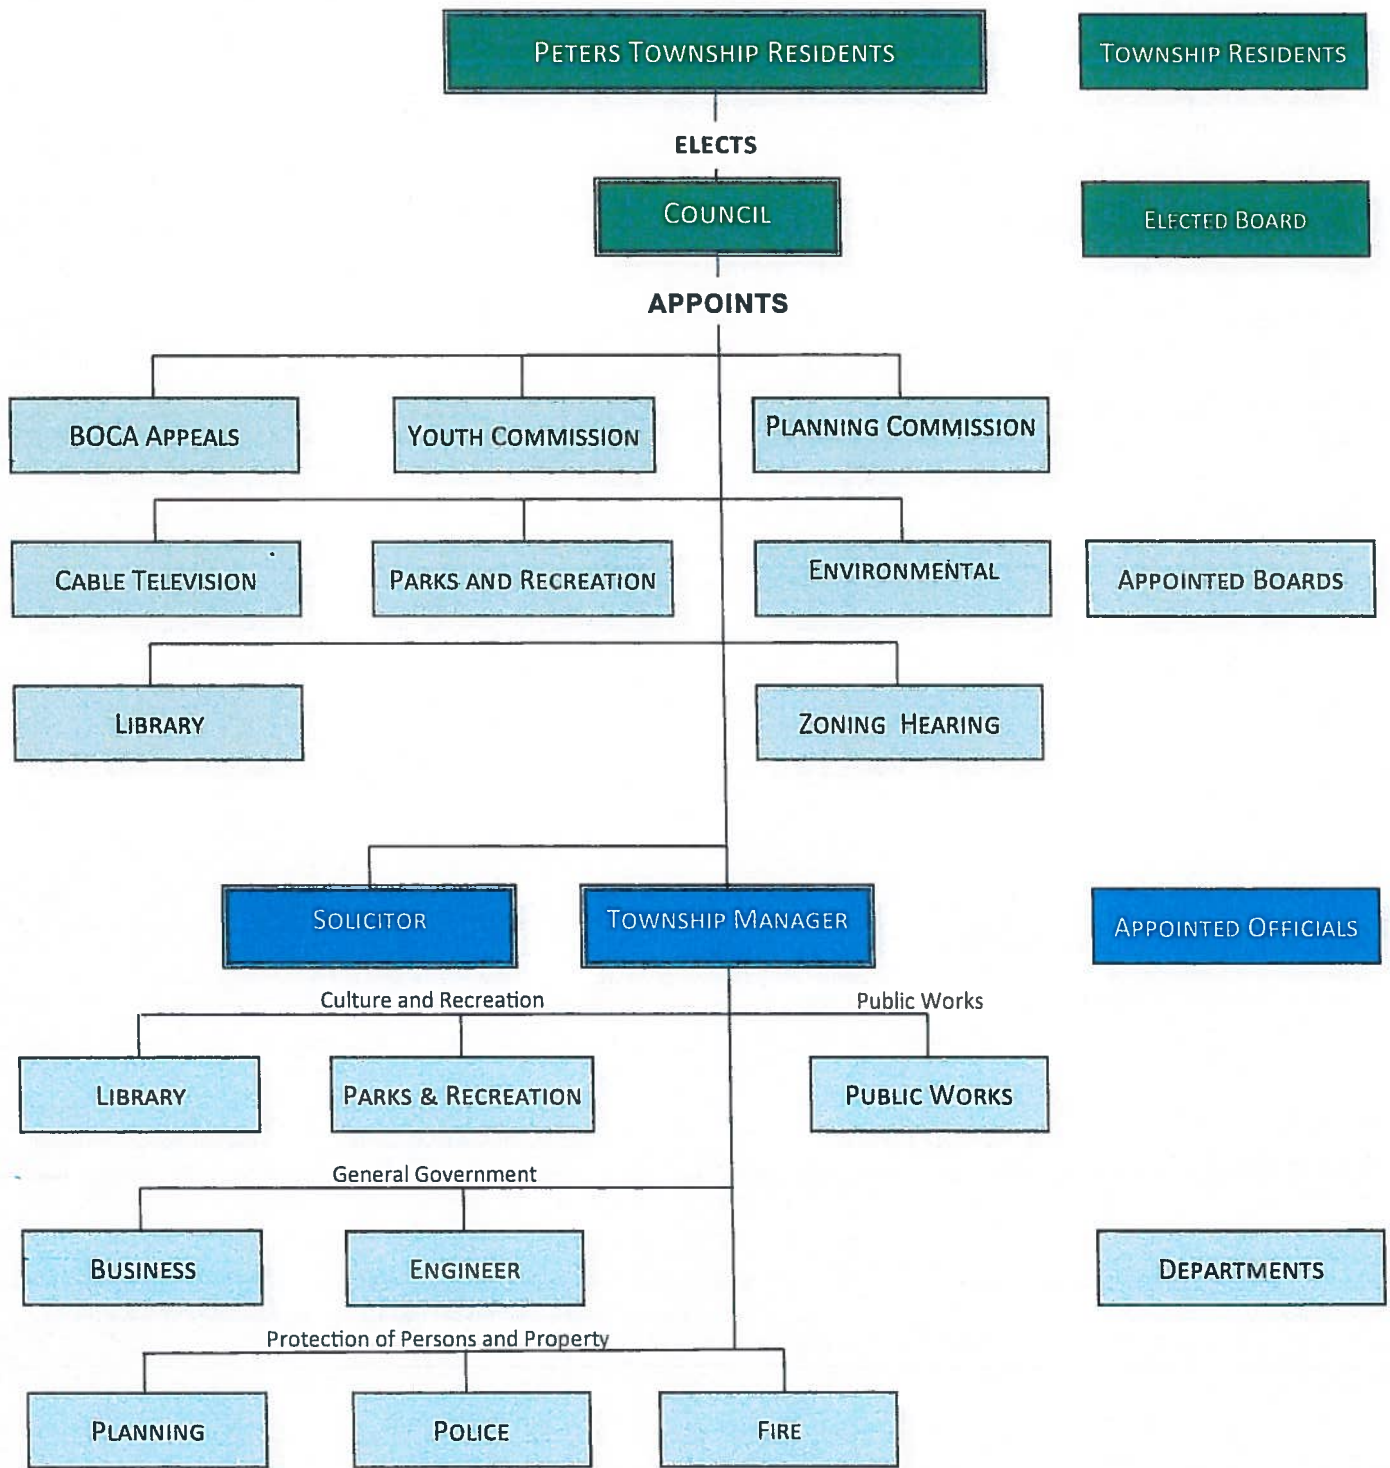 PETERS TOWNSHIP RESIDENTS
TOWNSHIP RESIDENTS
ELECTS
COUNCIL
ELECTED BOARD
APPOINTS
BOCA APPEALS
YOUTH COMMISSION
PLANNING COMMISSION
CABLE TELEVISION
PARKS AND RECREATION
ENVIRONMENTAL
APPOINTED BOARDS
LIBRARY
ZONING HEARING
SOLICITOR
TOWNSHIP MANAGER
APPOINTED OFFICIALS
Culture and Recreation
Public Works
LIBRARY
PARKS & RECREATION
PUBLIC WORKS
General Government
BUSINESS
ENGINEER
DEPARTMENTS
Protection of Persons and Property
PLANNING
POLICE
FIRE